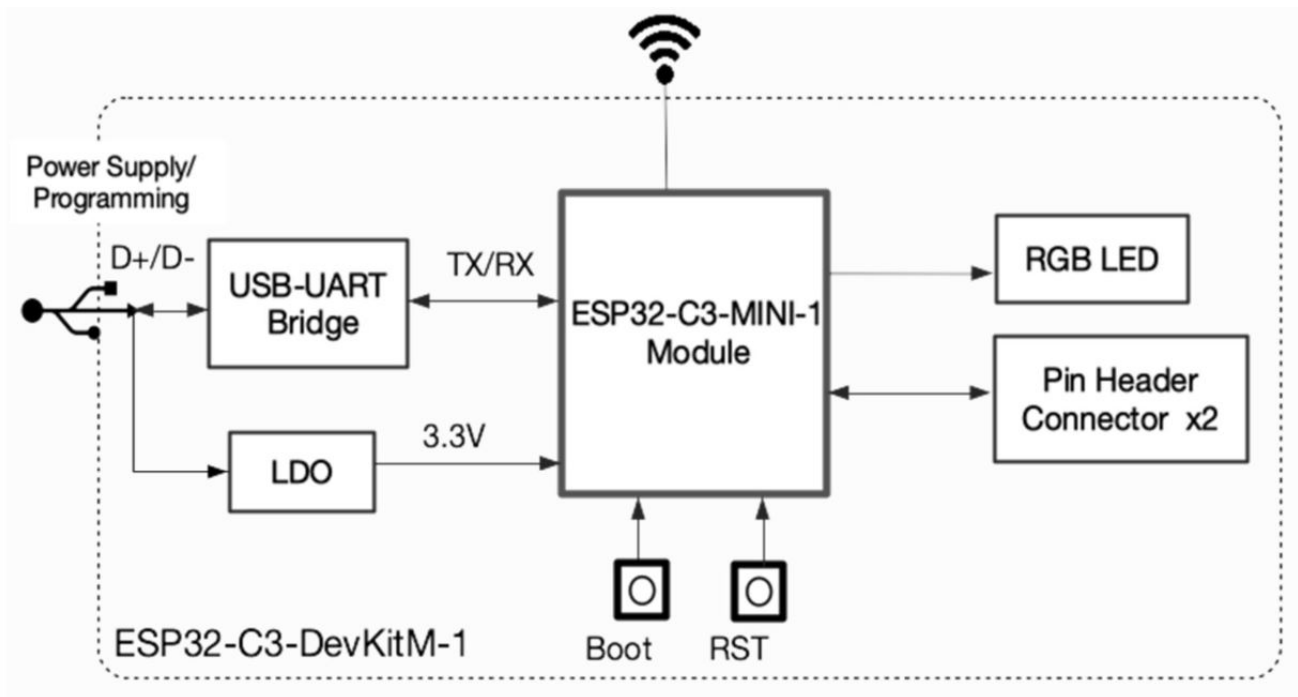 Power Supply/
Programming
D+/D-
USB-UART
Bridge
TX/RX
ESP32-C3-MINI-1
Module
RGB LED
Pin Header
Connector x2
LDO
3.3V
Boot
RST
ESP32-C3-DevKitM-1